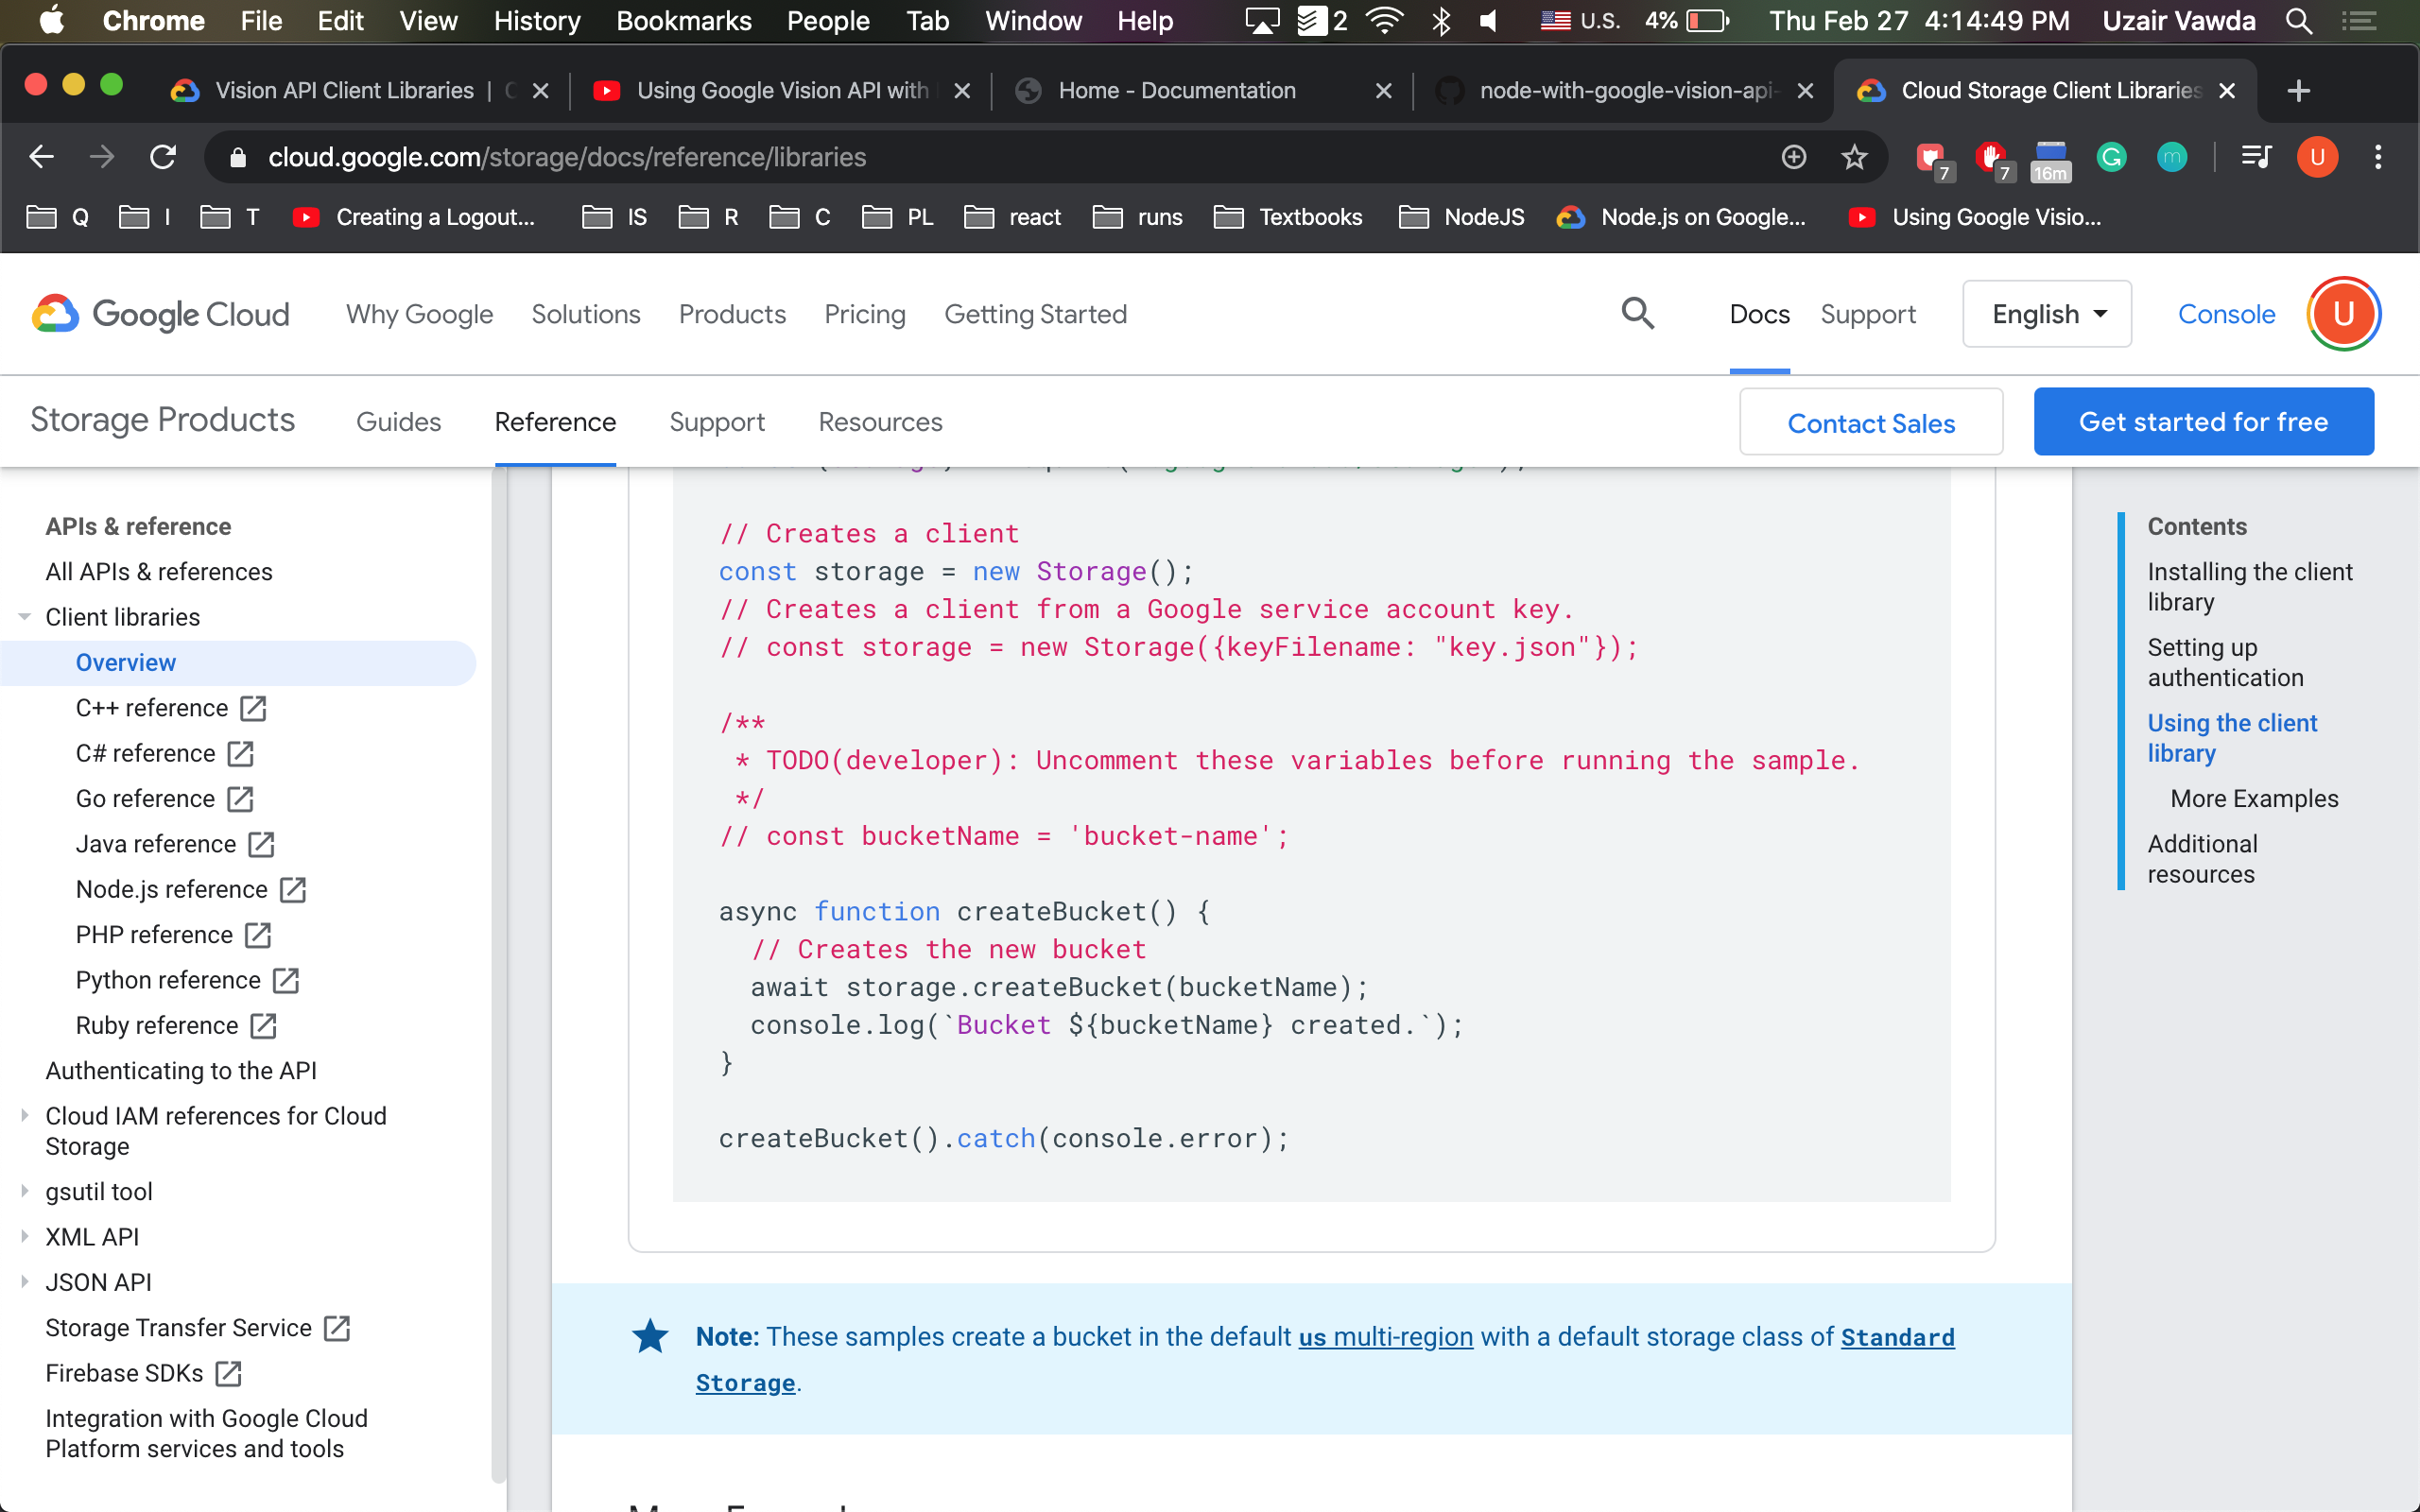 Chrome File Edit View History Bookmarks People Tab Window Help 2 U.S. 4% Thu Feb 27 4:14:49 PM Uzair Vawda
Vision API Client Libraries | Using Google Vision API with Home - Documentation node-with-google-vision-api- Cloud Storage Client Libraries
cloud.google.com/storage/docs/reference/libraries 7 7 16m G m U
Q I T Creating a Logout... IS R C PL react runs Textbooks NodeJS Node.js on Google... Using Google Visio...
Google Cloud Why Google Solutions Products Pricing Getting Started Docs Support English Console U
Storage Products Guides Reference Support Resources Contact Sales Get started for free
APIs & reference
All APIs & references
Client libraries
Overview
C++ reference
C# reference
Go reference
Java reference
Node.js reference
PHP reference
Python reference
Ruby reference
Authenticating to the API
Cloud IAM references for Cloud
Storage
gsutil tool
XML API
JSON API
Storage Transfer Service
Firebase SDKs
Integration with Google Cloud
Platform services and tools
// Creates a client
const storage = new Storage();
// Creates a client from a Google service account key.
// const storage = new Storage({keyFilename: "key.json"});
/**
* TODO(developer): Uncomment these variables before running the sample.
*/
// const bucketName = 'bucket-name';
async function createBucket() {
// Creates the new bucket
await storage.createBucket(bucketName);
console.log(`Bucket ${bucketName} created.`);
}
createBucket().catch(console.error);
Note: These samples create a bucket in the default us multi-region with a default storage class of Standard
Storage.
Contents
Installing the client
library
Setting up
authentication
Using the client
library
More Examples
Additional
resources